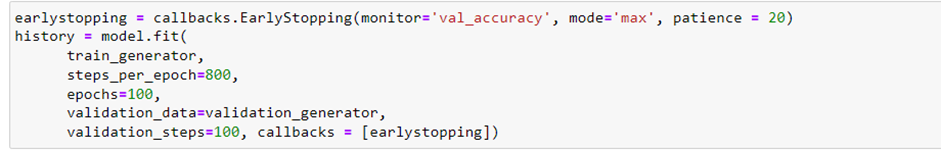 earlystopping = callbacks.EarlyStopping(monitor='val_accuracy', mode='max', patience = 20)
history = model.fit(
      train_generator,
      steps_per_epoch=800,
      epochs=100,
      validation_data=validation_generator,
      validation_steps=100, callbacks = [earlystopping])